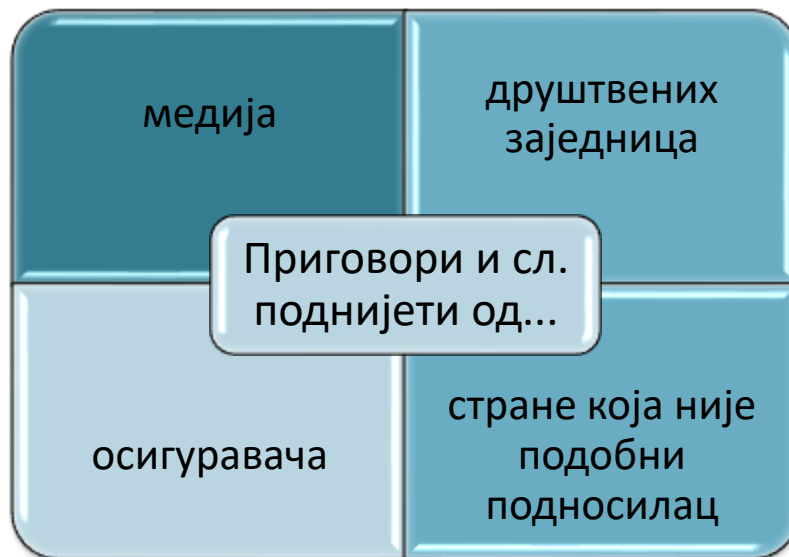 медија
друштвених
заједница
Приговори и сл.
поднијети од...
осигуравача
стране која није
подобни
подносилац